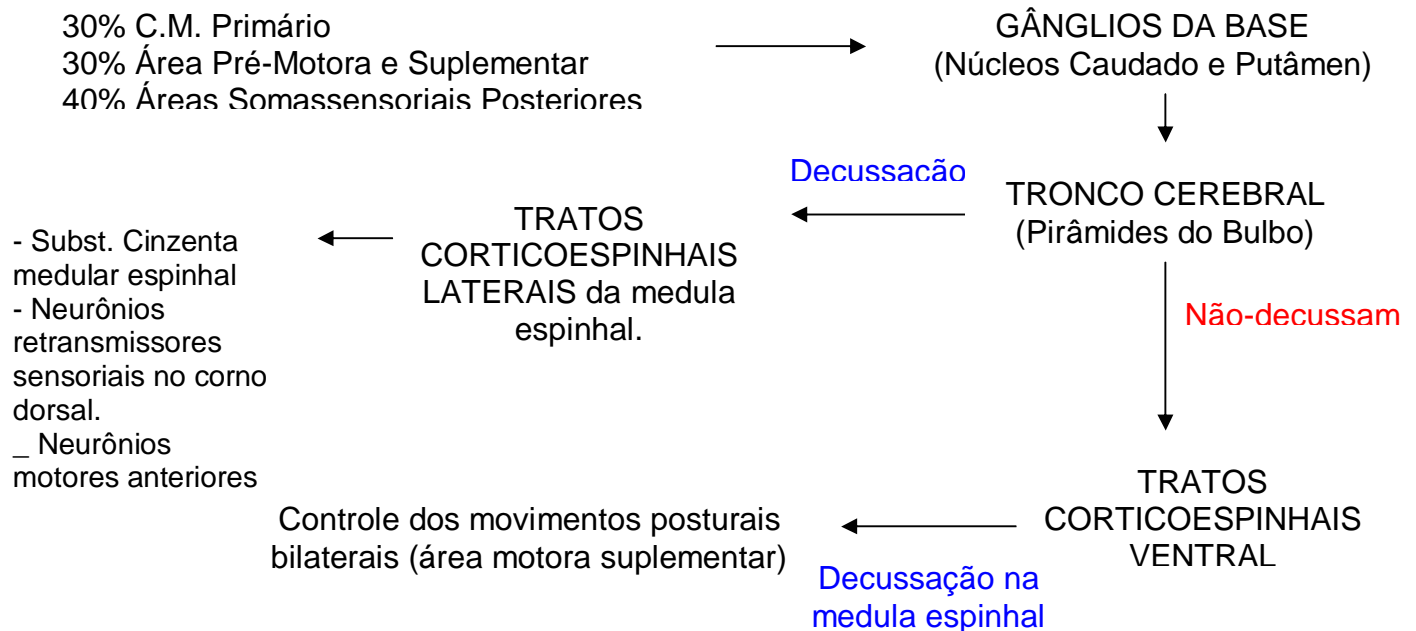 30% C.M. Primário
30% Área Pré-Motora e Suplementar
40% Áreas Somassensoriais Posteriores
GÂNGLIOS DA BASE
(Núcleos Caudado e Putâmen)
Decussação
TRONCO CEREBRAL
(Pirâmides do Bulbo)
TRATOS
CORTICOESPINHAIS
LATERAIS da medula
espinhal.
- Subst. Cinzenta
medular espinhal
- Neurônios
retransmissores
sensoriais no corno
dorsal.
_ Neurônios
motores anteriores
Não-decussam
TRATOS
CORTICOESPINHAIS
VENTRAL
Controle dos movimentos posturais
bilaterais (área motora suplementar)
Decussação na
medula espinhal